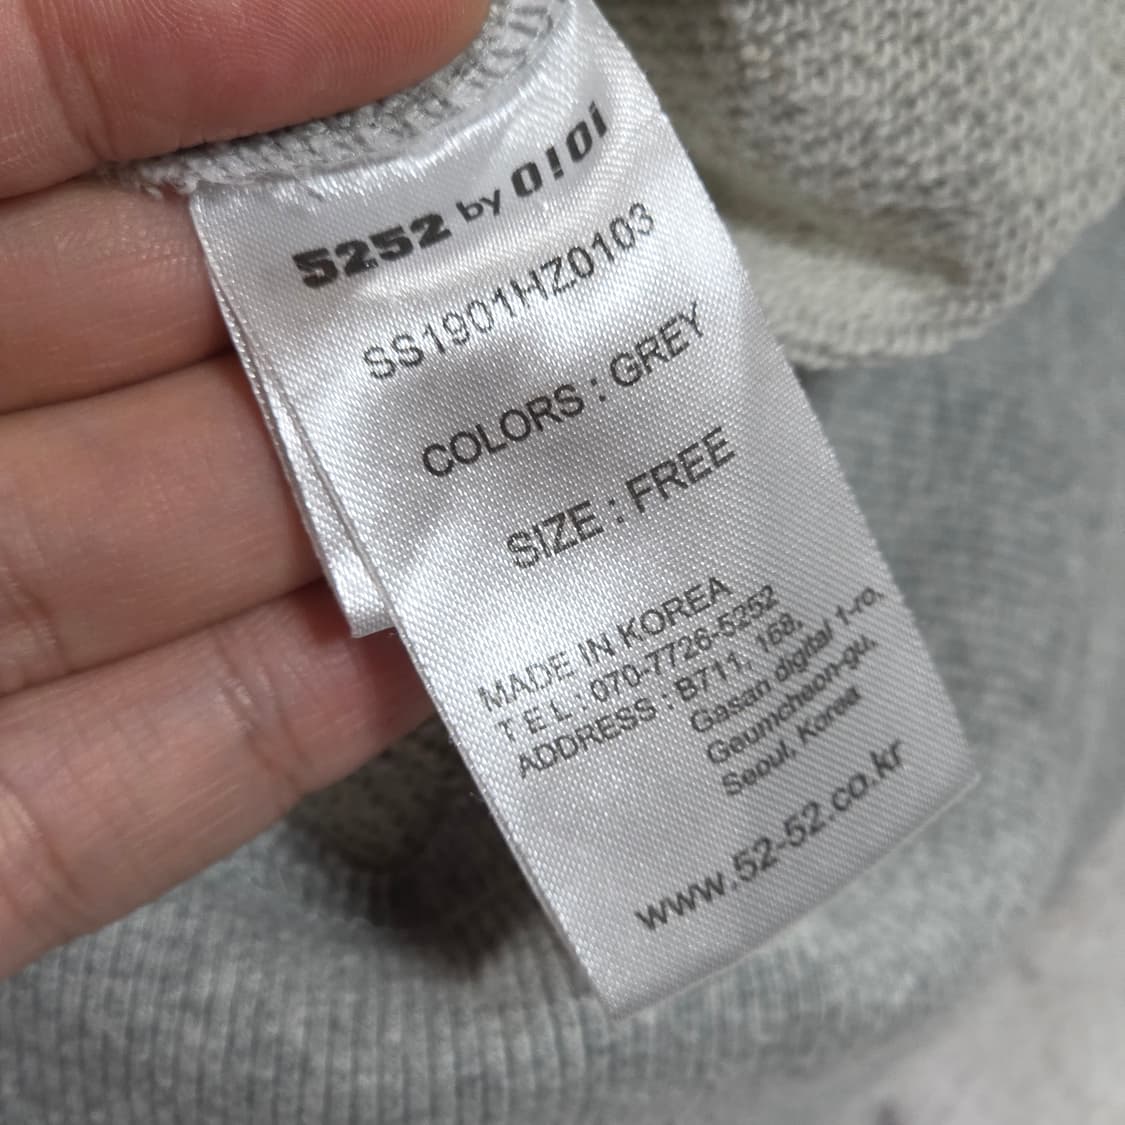 5252 by O!Oi
SS1901HZ0103
COLORS : GREY
SIZE : FREE
MADE IN KOREA
T E L : 070-7726-5252
ADDRESS : B711, 168,
Gasan digital 1-ro,
Geumcheon-gu,
Seoul, Korea
www.52-52.co.kr